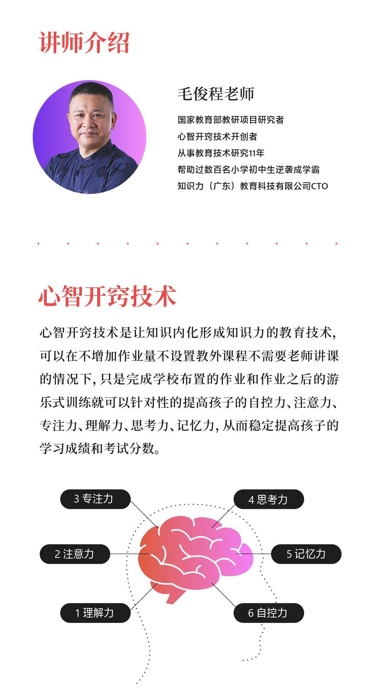 讲师介绍
毛俊程老师
国家教育部教研项目研究者
心智开窍技术开创者
从事教育技术研究11年
帮助过数百名小学初中生逆袭成学霸
知识力（广东）教育科技有限公司CTO
心智开窍技术
心智开窍技术是让知识内化形成知识力的教育技术，
可以在不增加作业量不设置教外课程不需要老师讲课
的情况下，只是完成学校布置的作业和作业之后的游
乐式训练就可以针对性的提高孩子的自控力、注意力、
专注力、理解力、思考力、记忆力，从而稳定提高孩子的
学习成绩和考试分数。
3 专注力
4 思考力
2 注意力
5 记忆力
1 理解力
6 自控力